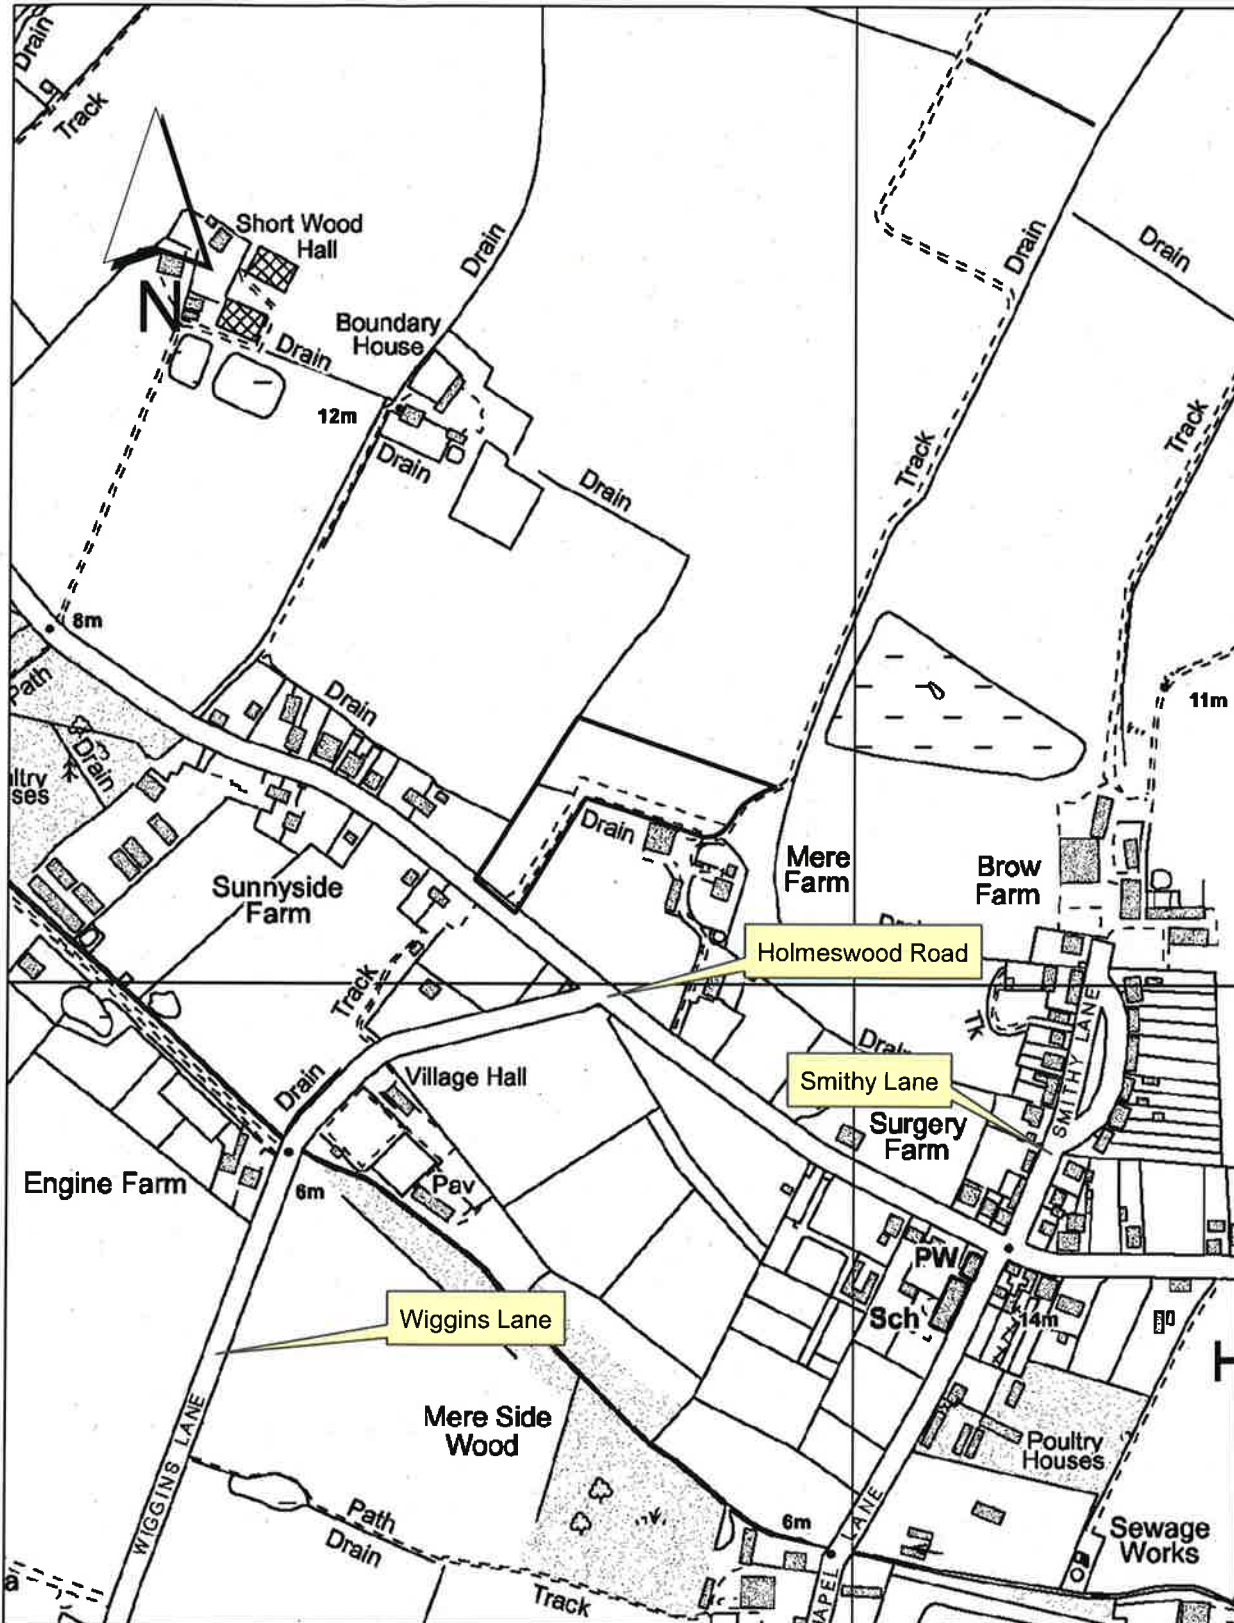 Drain
Track
Short Wood
Hall
N
Drain
Drain
Boundary
House
Drain
12m
Drain
Drain
Track
Track
8m
Path
Drain
Drain
11m
Drain
Sunnyside
Farm
Mere
Farm
Brow
Farm
Holmeswood Road
Track
Tk
SMITHY LANE
Drain
Village Hall
Smithy Lane
Surgery
Farm
Engine Farm
6m
Pav
PW
Sch
14m
Wiggins Lane
Mere Side
Wood
WIGGINS LANE
Poultry
Houses
Path
Drain
Track
6m
LANE
Sewage
Works